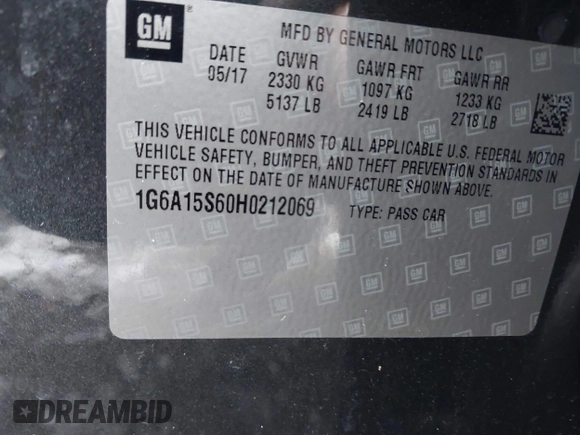 GM
MFD BY GENERAL MOTORS LLC
DATE GVWR GAWR FRT GAWR RR
05/17 2330 KG 1097 KG 1233 KG
5137 LB 2419 LB 2718 LB
THIS VEHICLE CONFORMS TO ALL APPLICABLE U.S. FEDERAL MOTOR
VEHICLE SAFETY, BUMPER, AND THEFT PREVENTION STANDARDS IN
EFFECT ON THE DATE OF MANUFACTURE SHOWN ABOVE.
1G6A15S60H0212069 TYPE: PASS CAR
DREAMBID